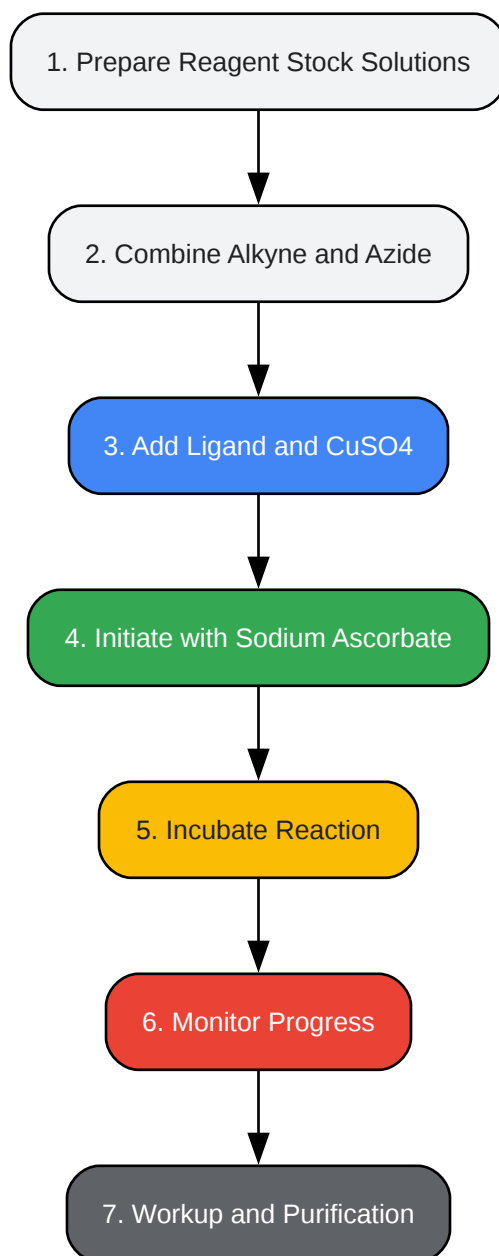 1. Prepare Reagent Stock Solutions
2. Combine Alkyne and Azide
3. Add Ligand and CuSO4
4. Initiate with Sodium Ascorbate
5. Incubate Reaction
6. Monitor Progress
7. Workup and Purification